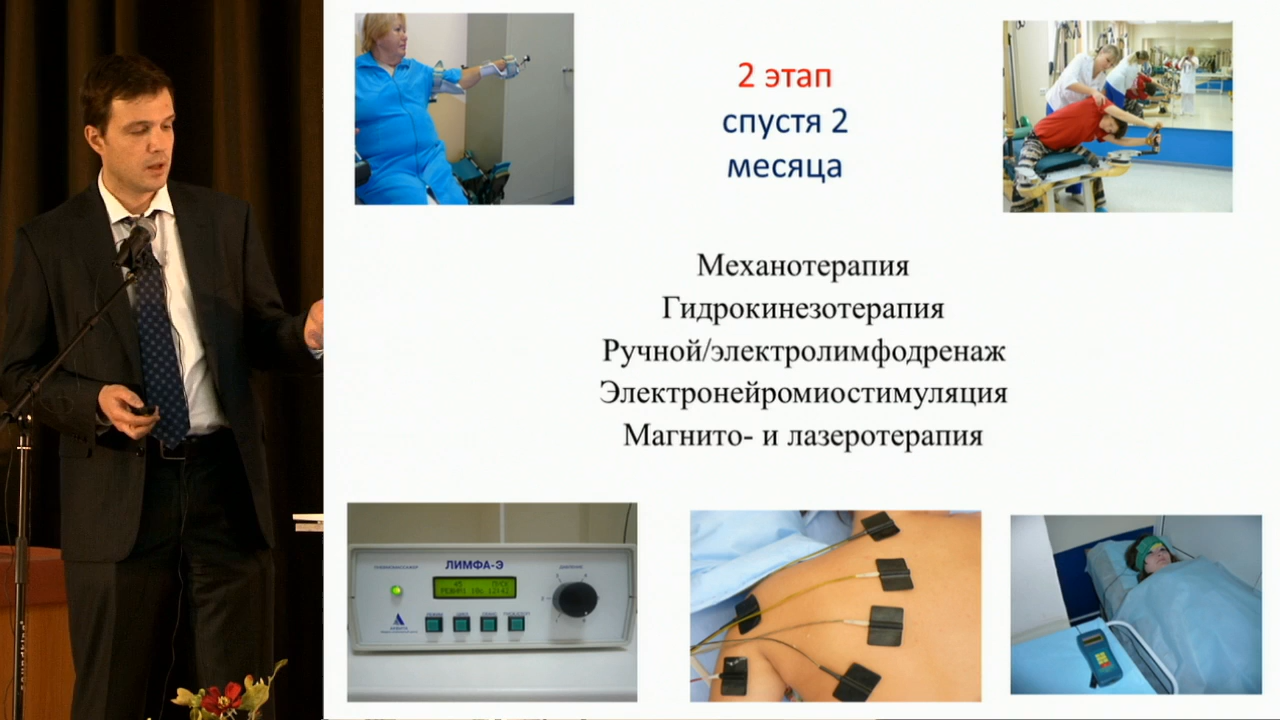 2 этап
спустя 2
месяца
Механотерапия
Гидрокинезотерапия
Ручной/электролимфодренаж
Электронейромиостимуляция
Магнито- и лазеротерапия
ЛИМФА-Э